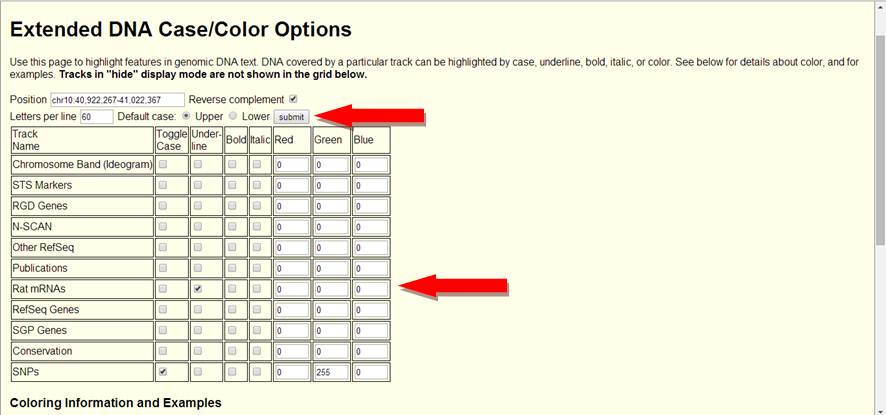 Extended DNA Case/Color Options
Use this page to highlight features in genomic DNA text. DNA covered by a particular track can be highlighted by case, underline, bold, italic, or color. See below for details about color, and for
examples. Tracks in "hide" display mode are not shown in the grid below.
Position chr10:40,922,267-41,022,367 Reverse complement
Letters per line 60 Default case: Upper Lower submit
Track Name Toggle Case Under-line Bold Italic Red Green Blue
Chromosome Band (Ideogram) 0 0 0
STS Markers 0 0 0
RGD Genes 0 0 0
N-SCAN 0 0 0
Other RefSeq 0 0 0
Publications 0 0 0
Rat mRNAs 0 0 0
RefSeq Genes 0 0 0
SGP Genes 0 0 0
Conservation 0 0 0
SNPs 0 255 0
Coloring Information and Examples